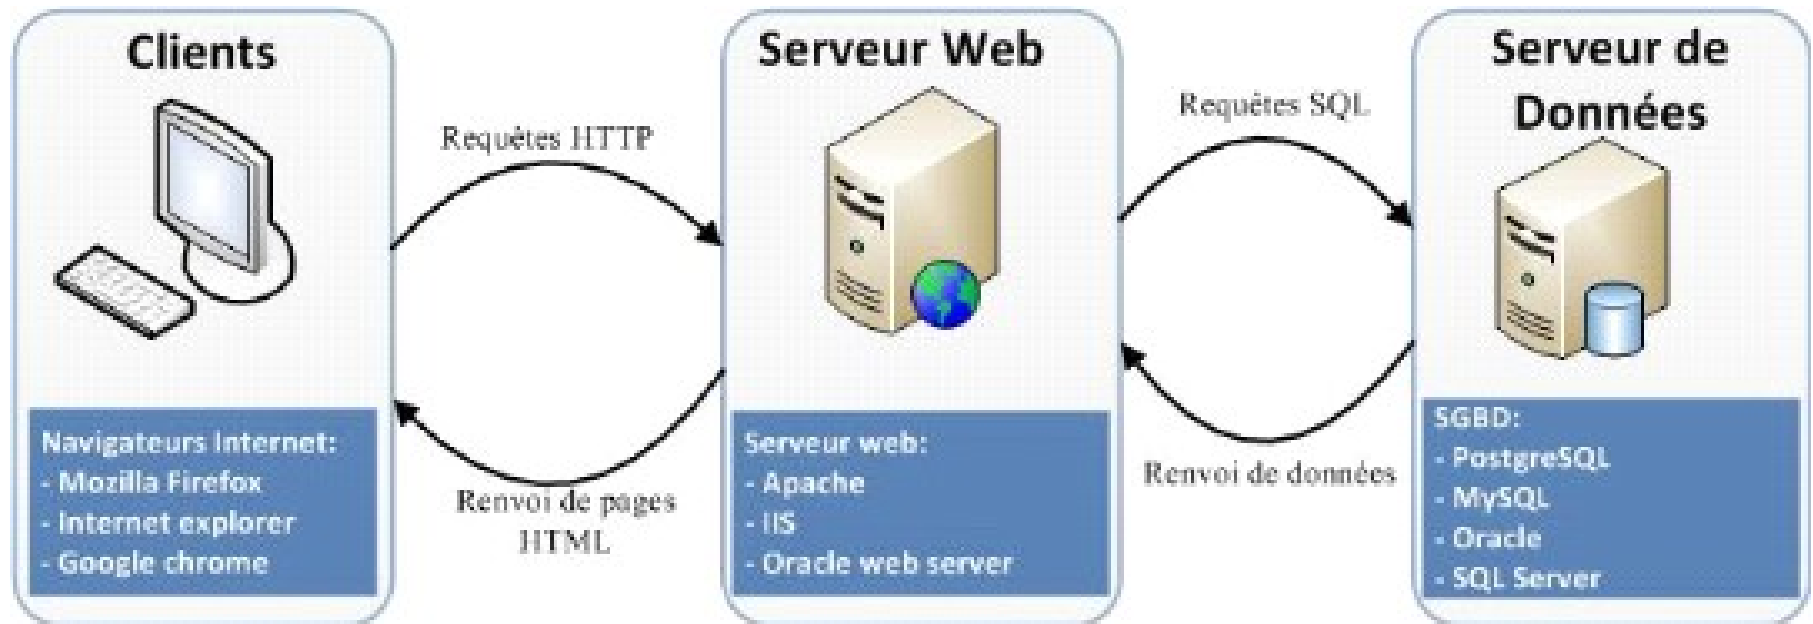 Clients
Navigateurs Internet:
- Mozilla Firefox
- Internet explorer
- Google chrome
Requêtes HTTP
Renvoi de pages
HTML
Serveur Web
Serveur web:
- Apache
- IIS
- Oracle web server
Requêtes SQL
Renvoi de données
Serveur de
Données
SGBD:
- PostgreSQL
- MySQL
- Oracle
- SQL Server